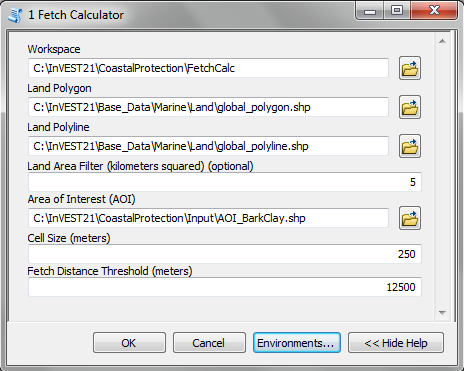 1 Fetch Calculator
Workspace
C:\InVEST21\CoastalProtection\FetchCalc
Land Polygon
C:\InVEST21\Base_Data\Marine\Land\global_polygon.shp
Land Polyline
C:\InVEST21\Base_Data\Marine\Land\global_polyline.shp
Land Area Filter (kilometers squared) (optional)
5
Area of Interest (AOI)
C:\InVEST21\CoastalProtection\Input\AOI_BarkClay.shp
Cell Size (meters)
250
Fetch Distance Threshold (meters)
12500
OK Cancel Environments... << Hide Help